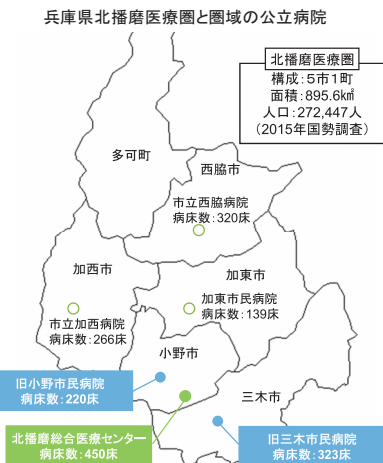 兵庫県北播磨医療圏と圏域の公立病院
北播磨医療圏
構成：5市1町
面積：895.6㎢
人口：272,447人
（2015年国勢調査）
多可町
西脇市
市立西脇病院
病床数：320床
加西市
市立加西病院
病床数：266床
加東市
加東市民病院
病床数：139床
小野市
旧小野市民病院
病床数：220床
三木市
北播磨総合医療センター
病床数：450床
旧三木市民病院
病床数：323床